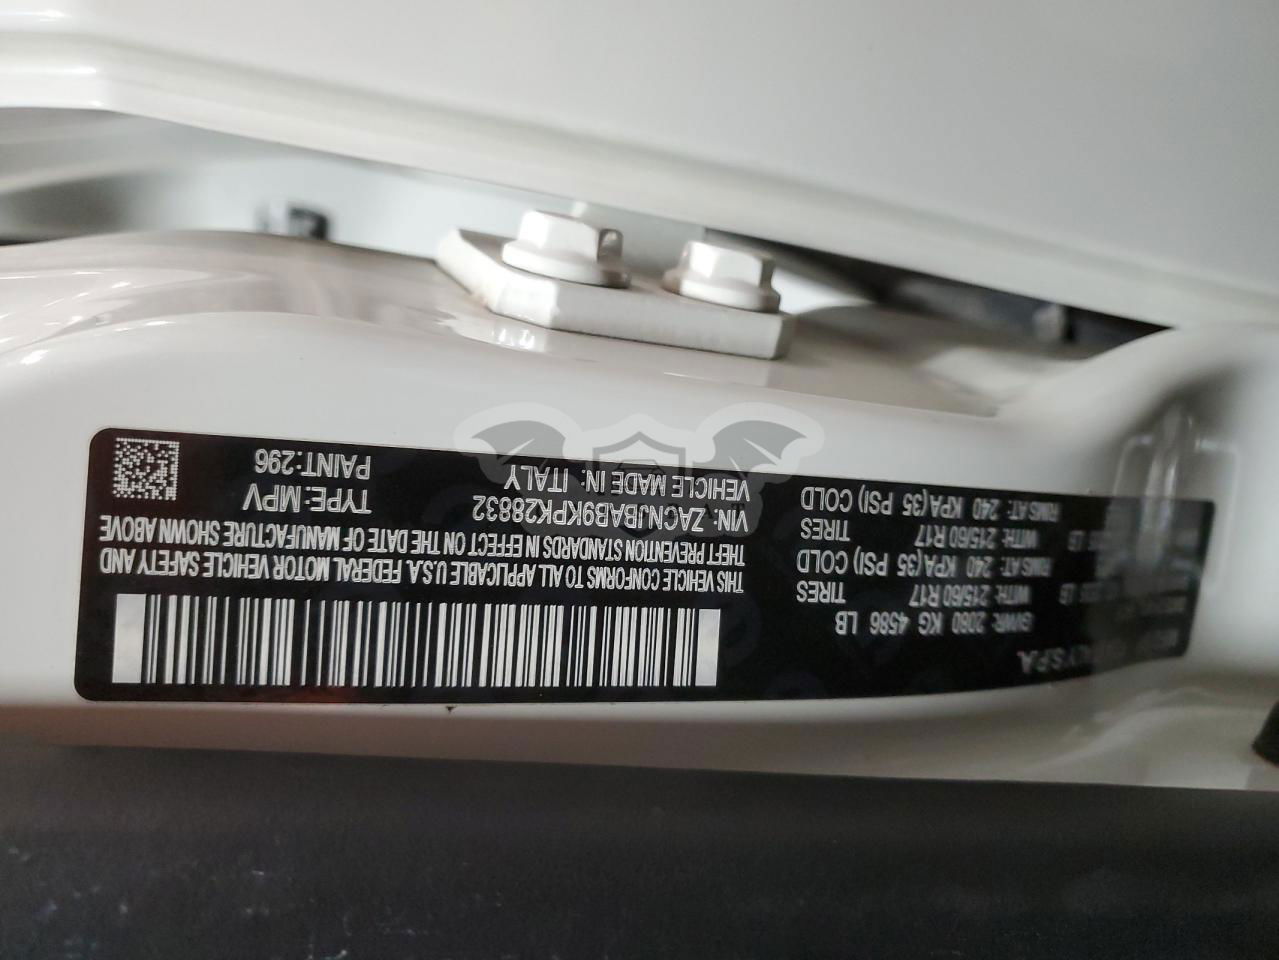 ALY S.P.A.
GVWR: 2080 KG 4586 LB
WITH: 215/60 R17 TIRES
RIMS AT: 240 KPA(35 PSI) COLD
WITH: 215/60 R17 TIRES
RIMS AT: 240 KPA(35 PSI) COLD
THIS VEHICLE CONFORMS TO ALL APPLICABLE U.S.A. FEDERAL MOTOR VEHICLE SAFETY AND
THEFT PREVENTION STANDARDS IN EFFECT ON THE DATE OF MANUFACTURE SHOWN ABOVE
VIN: ZACNJBAB9KPK28832 TYPE: MPV
VEHICLE MADE IN: ITALY PAINT: 296